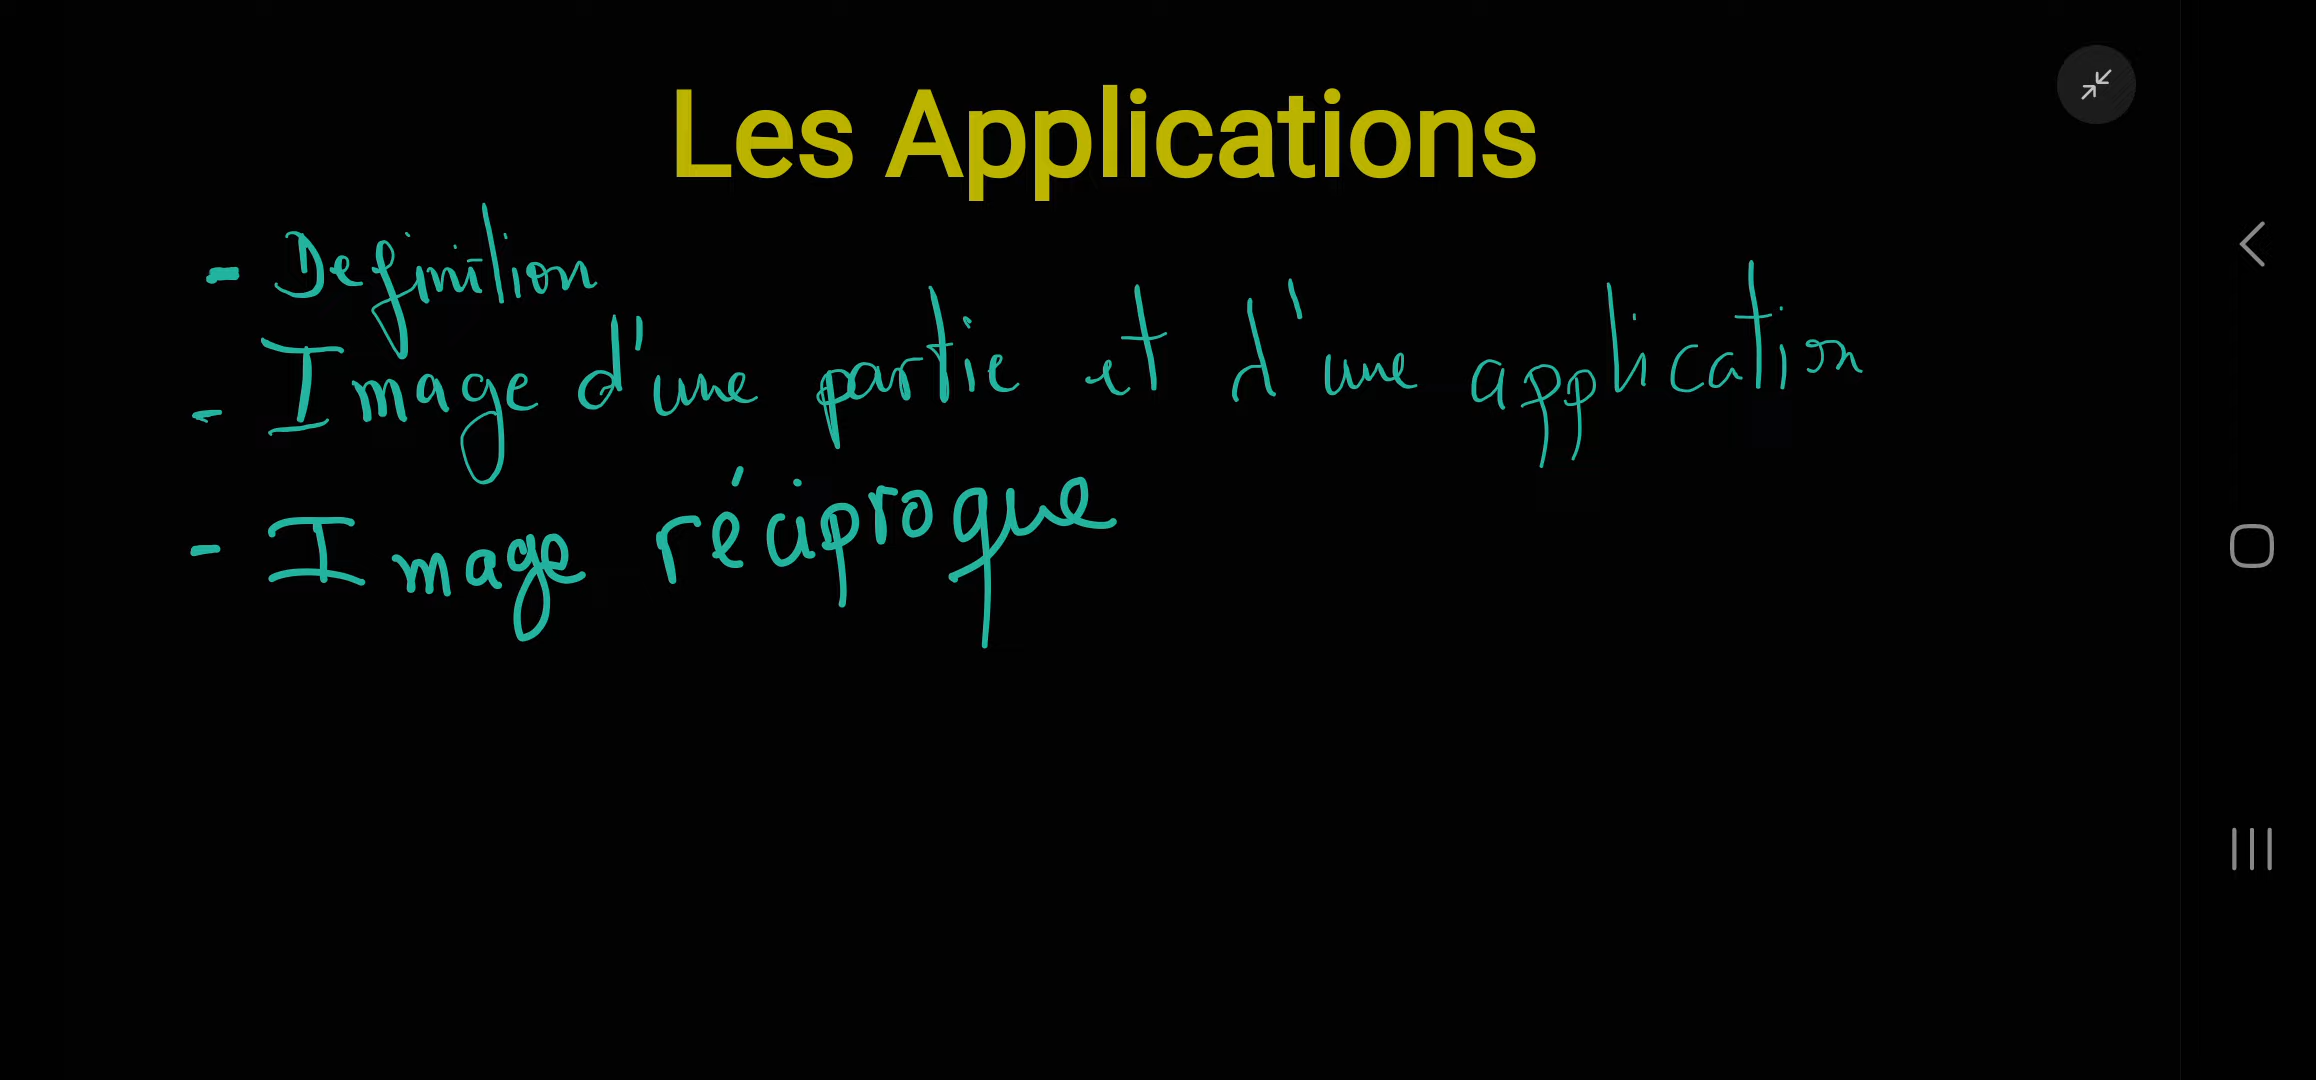 Les Applications
- Definition
- Image d'une partie et d'une application
- Image réciproque